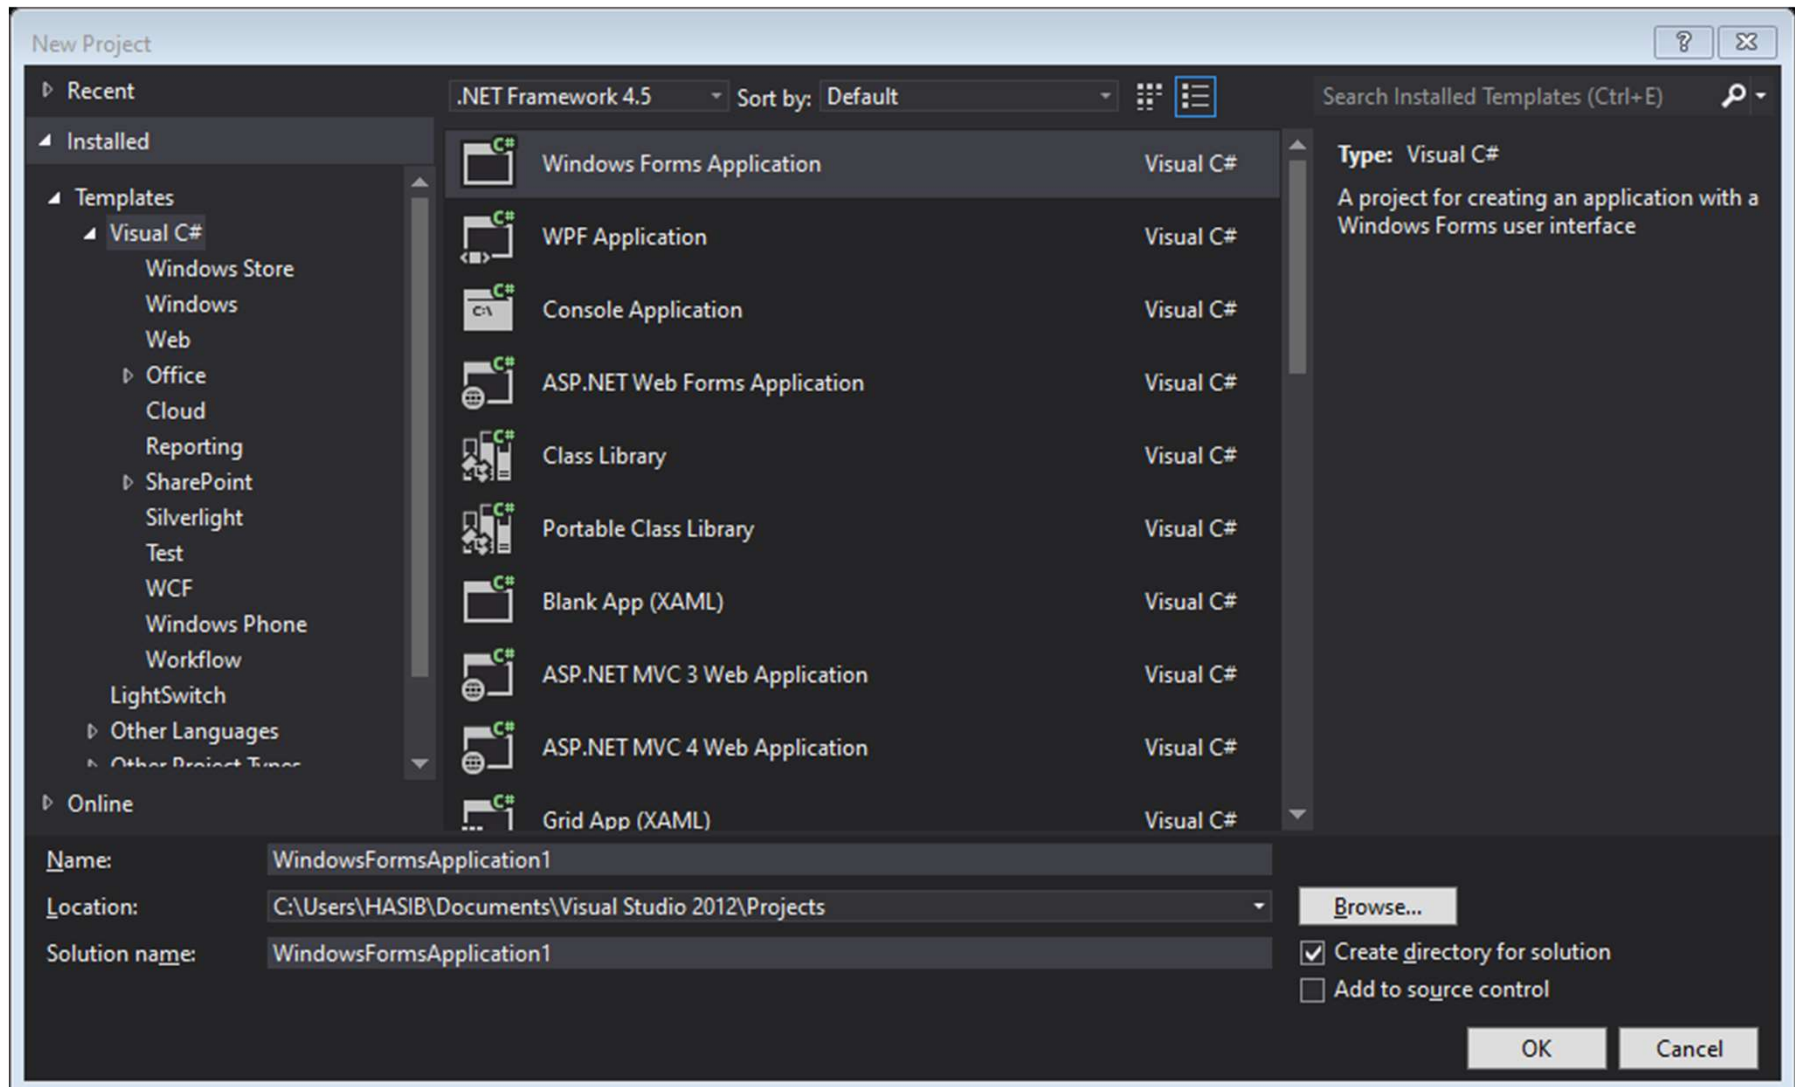 New Project
Recent
Installed
Templates
Visual C#
Windows Store
Windows
Web
Office
Cloud
Reporting
SharePoint
Silverlight
Test
WCF
Windows Phone
Workflow
LightSwitch
Other Languages
Other Project Types
Online
.NET Framework 4.5 Sort by: Default
Windows Forms Application Visual C#
WPF Application Visual C#
Console Application Visual C#
ASP.NET Web Forms Application Visual C#
Class Library Visual C#
Portable Class Library Visual C#
Blank App (XAML) Visual C#
ASP.NET MVC 3 Web Application Visual C#
ASP.NET MVC 4 Web Application Visual C#
Grid App (XAML) Visual C#
Search Installed Templates (Ctrl+E)
Type: Visual C#
A project for creating an application with a
Windows Forms user interface
Name: WindowsFormsApplication1
Location: C:\Users\HASIB\Documents\Visual Studio 2012\Projects Browse...
Solution name: WindowsFormsApplication1
Create directory for solution
Add to source control
OK Cancel